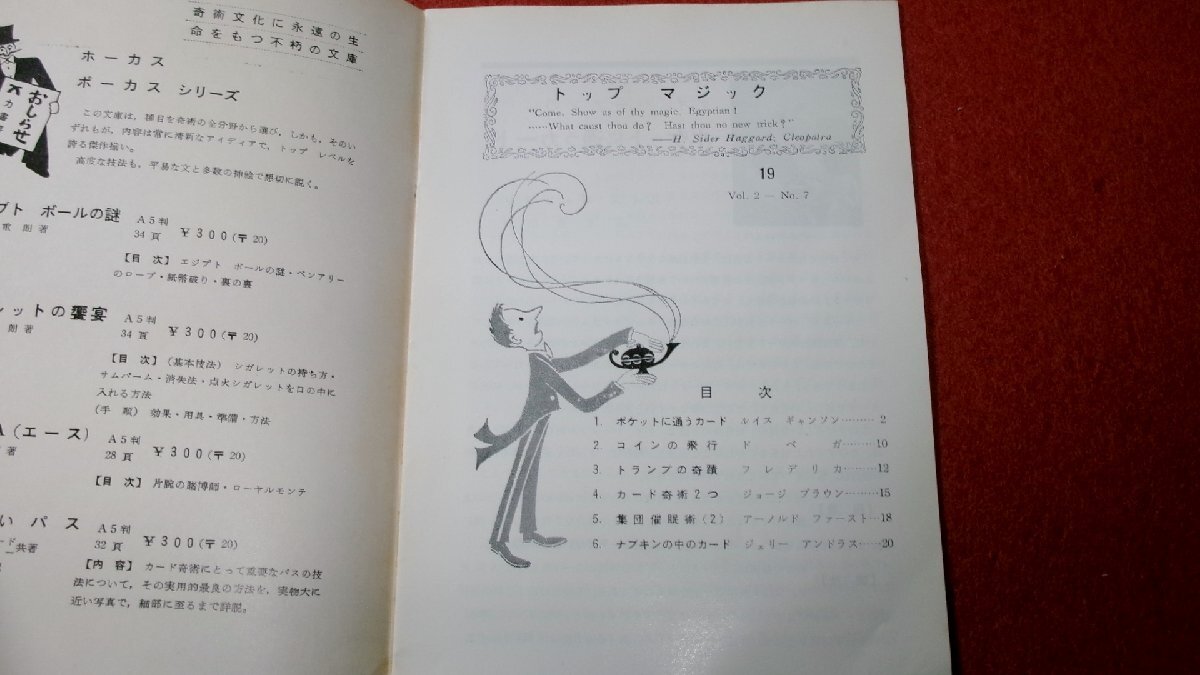 奇術文化に永遠の生
命をもつ不朽の文庫
おしらせ
ホーカス
ポーカス シリーズ
この文庫は，種目を奇術の全分野から選び，しかも，そのい
ずれもが，内容は常に清新なアイディアで，トップ レベルを
誇る傑作揃い。
高度な技法も，平易な文と多数の挿絵で懇切に説く。
プト ボールの謎
A5判
朗著
34頁 ￥300(〒20)
【目 次】 エジプト ボールの謎・ベンアリー
のロープ・紙幣破り・裏の裏
レットの饗宴
A5判
朗著
34頁 ￥300(〒20)
【目 次】 (基本技法) シガレットの持ち方・
サムパーム・消失法・点火シガレットを口の中に
入れる方法
(手 順) 効果・用具・準備・方法
A(エース)
A5判
著
28頁 ￥300(〒20)
【目 次】 片腕の賭博師・ローヤルモンテ
い パス
A5判
共著
32頁 ￥300(〒20)
【内 容】 カード奇術にとって重要なパスの技
法について，その実用的最良の方法を，実物大に
近い写真で，細部に至るまで詳説。
トップ マジック
"Come, Show as of thy magic, Egyptian!
……What canst thou do? Hast thou no new trick?"
——H. Sider Haggard; Cleopatra
19
Vol. 2 — No. 7
目 次
1. ポケットに通うカード ルイス ギャンソン………2
2. コインの飛行 ド ベ ガ………10
3. トランプの奇蹟 フレデリカ………12
4. カード奇術2つ ジョージ ブラウン………15
5. 集団催眠術(2) アーノルド ファースト…18
6. ナプキンの中のカード ジェリー アンドラス…20